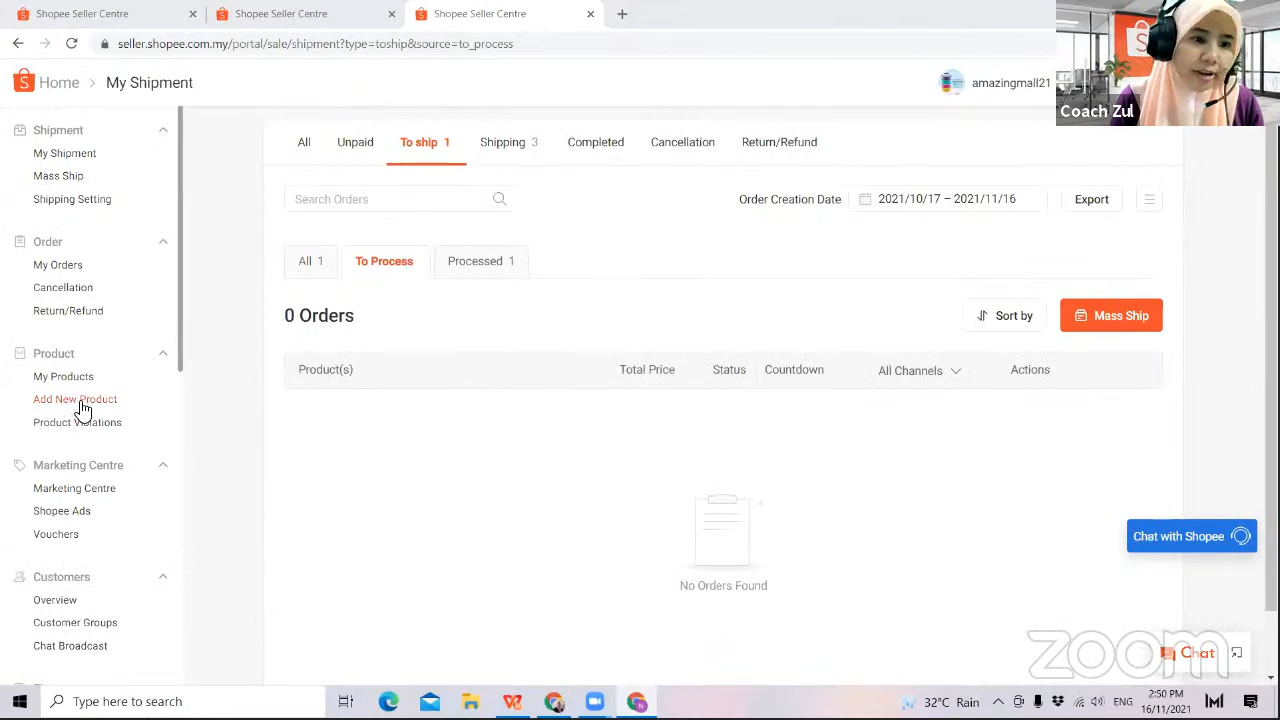 Shopee Seller Centre
Shopee Seller Centre
Shopee Seller Centre
seller.shopee.com.my/portal/sale/shipment?type=toship&source=to_process
Home > My Shipment
amazingmall21
Coach Zul
Shipment
My Shipment
Mass Ship
Shipping Setting
Order
My Orders
Cancellation
Return/Refund
Product
My Products
Add New Product
Product Violations
Marketing Centre
Marketing Centre
Shopee Ads
Vouchers
Customers
Overview
Customer Groups
Chat Broadcast
All Unpaid To ship 1 Shipping 3 Completed Cancellation Return/Refund
Search Orders
Order Creation Date 2021/10/17 – 2021/11/16 Export
All 1 To Process Processed 1
0 Orders
Sort by Mass Ship
Product(s) Total Price Status Countdown All Channels Actions
No Orders Found
Chat with Shopee
zoom
Chat
Type here to search
32°C Rain
ENG
2:50 PM
16/11/2021